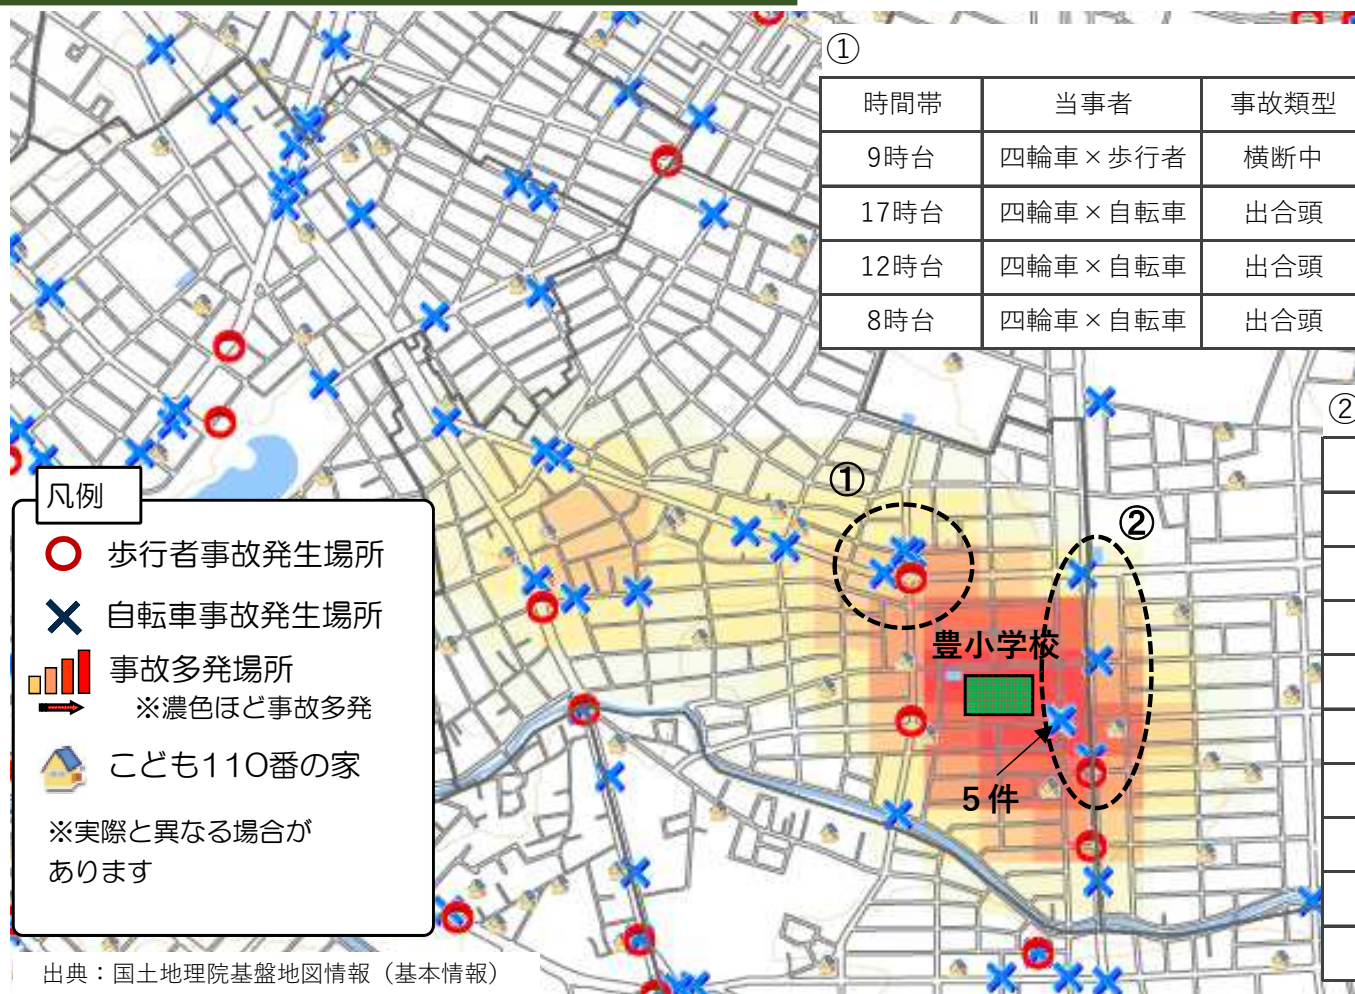 ①
時間帯 当事者 事故類型
9時台 四輪車×歩行者 横断中
17時台 四輪車×自転車 出合頭
12時台 四輪車×自転車 出合頭
8時台 四輪車×自転車 出合頭
②
①
②
豊小学校
5件
凡例
歩行者事故発生場所
自転車事故発生場所
事故多発場所
※濃色ほど事故多発
こども110番の家
※実際と異なる場合が
あります
出典：国土地理院基盤地図情報（基本情報）